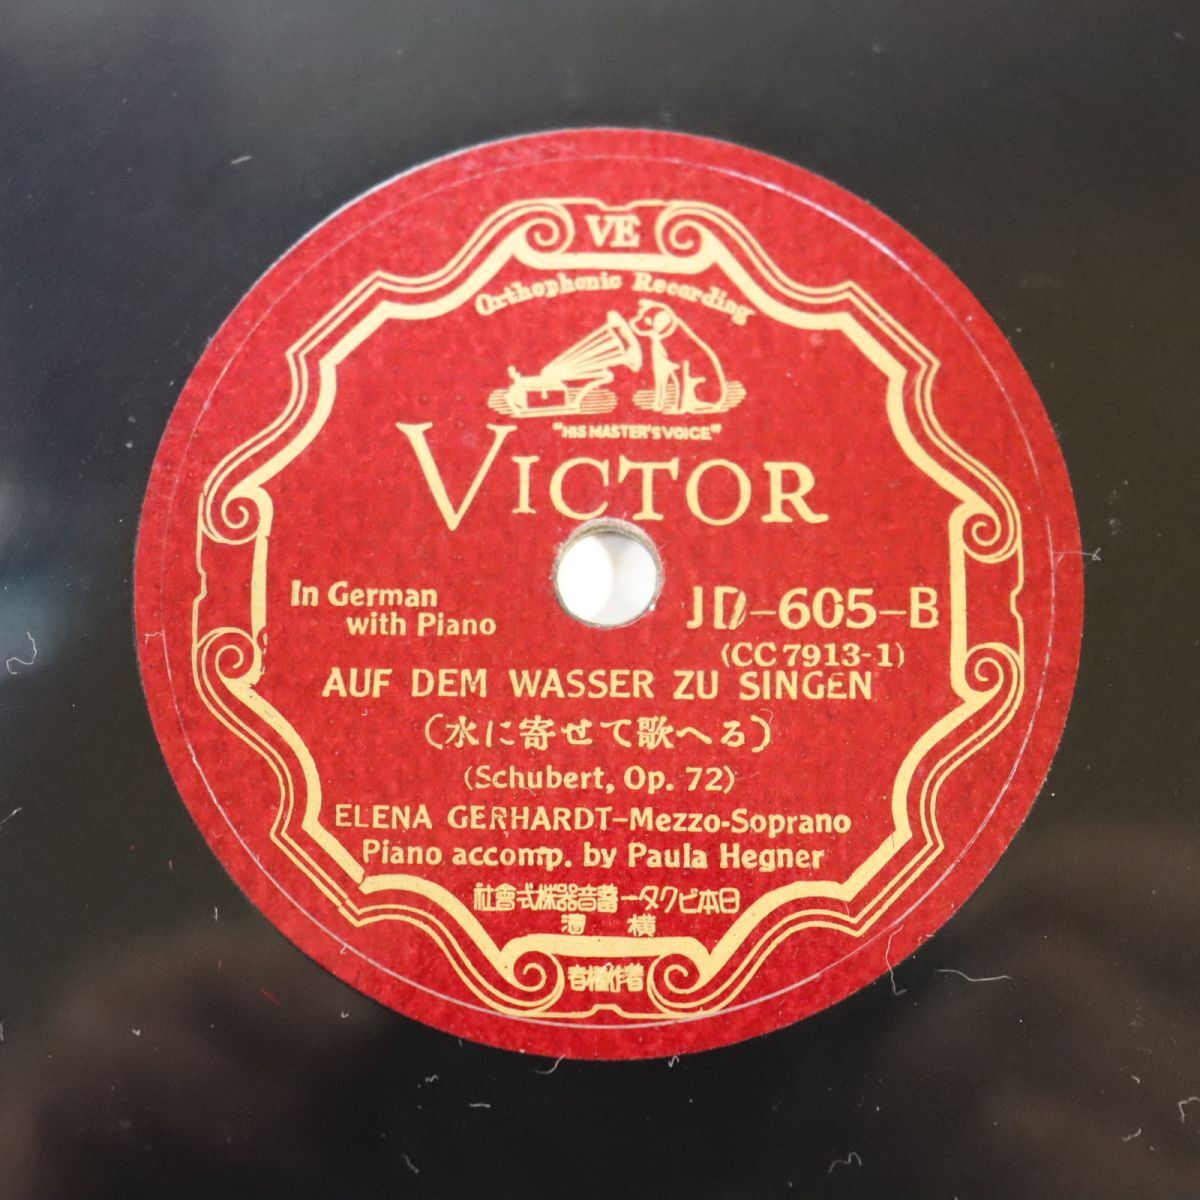 VE
Orthophonic Recording
"HIS MASTER'S VOICE"
VICTOR
In German
with Piano
JD-605-B
(CC 7913-1)
AUF DEM WASSER ZU SINGEN
(水に寄せて歌へる)
(Schubert, Op. 72)
ELENA GERHARDT-Mezzo-Soprano
Piano accomp. by Paula Hegner
社會式株器音蓄ータクビ本日
濱 横
有權作著